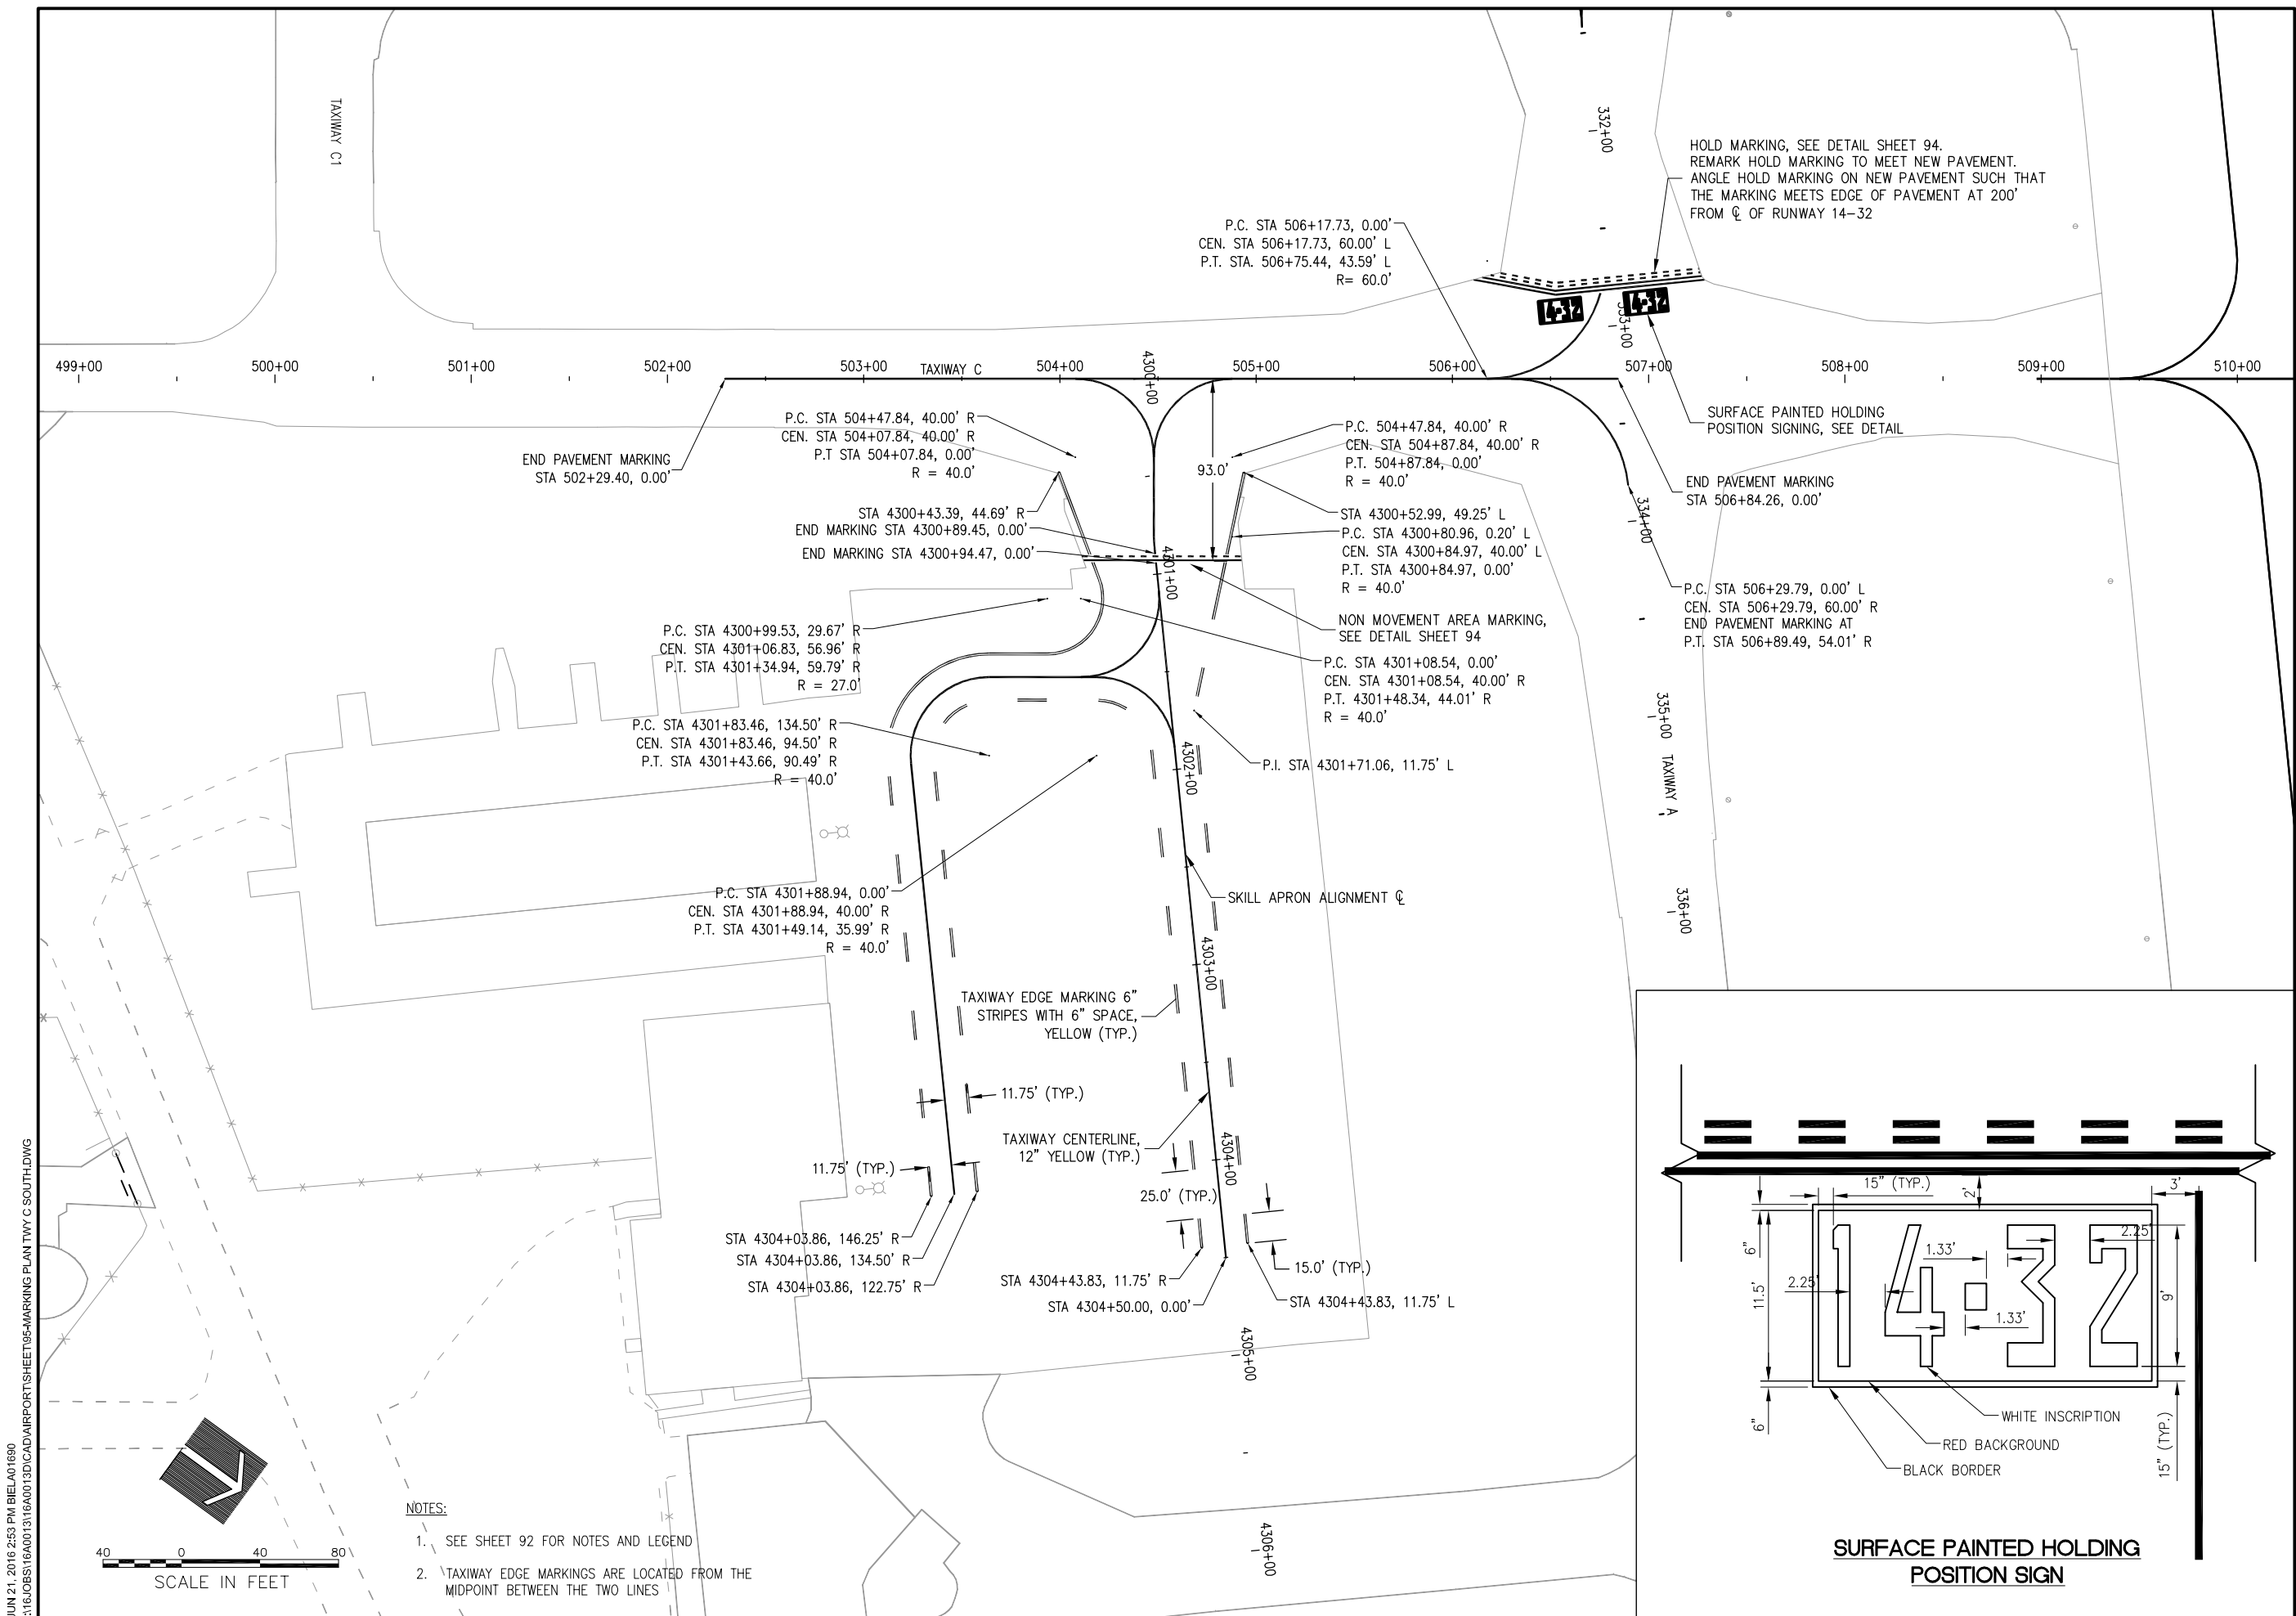 TAXIWAY C1
332+00
HOLD MARKING, SEE DETAIL SHEET 94.
REMARK HOLD MARKING TO MEET NEW PAVEMENT.
ANGLE HOLD MARKING ON NEW PAVEMENT SUCH THAT
THE MARKING MEETS EDGE OF PAVEMENT AT 200'
FROM ℄ OF RUNWAY 14-32
P.C. STA 506+17.73, 0.00'
CEN. STA 506+17.73, 60.00' L
P.T. STA. 506+75.44, 43.59' L
R= 60.0'
333+00
499+00
500+00
501+00
502+00
503+00
TAXIWAY C
504+00
4300+00
505+00
506+00
507+00
508+00
509+00
510+00
P.C. STA 504+47.84, 40.00' R
CEN. STA 504+07.84, 40.00' R
P.T STA 504+07.84, 0.00'
R = 40.0'
P.C. 504+47.84, 40.00' R
CEN. STA 504+87.84, 40.00' R
P.T. 504+87.84, 0.00'
R = 40.0'
SURFACE PAINTED HOLDING
POSITION SIGNING, SEE DETAIL
END PAVEMENT MARKING
STA 502+29.40, 0.00'
93.0'
END PAVEMENT MARKING
STA 506+84.26, 0.00'
334+00
STA 4300+43.39, 44.69' R
END MARKING STA 4300+89.45, 0.00'
END MARKING STA 4300+94.47, 0.00'
4301+00
STA 4300+52.99, 49.25' L
P.C. STA 4300+80.96, 0.20' L
CEN. STA 4300+84.97, 40.00' L
P.T. STA 4300+84.97, 0.00'
R = 40.0'
P.C. STA 506+29.79, 0.00' L
CEN. STA 506+29.79, 60.00' R
END PAVEMENT MARKING AT
P.T. STA 506+89.49, 54.01' R
NON MOVEMENT AREA MARKING,
SEE DETAIL SHEET 94
P.C. STA 4300+99.53, 29.67' R
CEN. STA 4301+06.83, 56.96' R
P.T. STA 4301+34.94, 59.79' R
R = 27.0'
P.C. STA 4301+08.54, 0.00'
CEN. STA 4301+08.54, 40.00' R
P.T. 4301+48.34, 44.01' R
R = 40.0'
335+00 TAXIWAY A
P.C. STA 4301+83.46, 134.50' R
CEN. STA 4301+83.46, 94.50' R
P.T. STA 4301+43.66, 90.49' R
R = 40.0'
4302+00
P.I. STA 4301+71.06, 11.75' L
P.C. STA 4301+88.94, 0.00'
CEN. STA 4301+88.94, 40.00' R
P.T. STA 4301+49.14, 35.99' R
R = 40.0'
SKILL APRON ALIGNMENT ℄
336+00
4303+00
TAXIWAY EDGE MARKING 6"
STRIPES WITH 6" SPACE,
YELLOW (TYP.)
11.75' (TYP.)
TAXIWAY CENTERLINE,
12" YELLOW (TYP.)
4304+00
11.75' (TYP.)
25.0' (TYP.)
STA 4304+03.86, 146.25' R
STA 4304+03.86, 134.50' R
STA 4304+03.86, 122.75' R
STA 4304+43.83, 11.75' R
STA 4304+50.00, 0.00'
15.0' (TYP.)
STA 4304+43.83, 11.75' L
4305+00
4306+00
15" (TYP.)
2'
3'
6"
11.5'
2.25'
1.33'
1.33'
2.25'
9'
6"
15" (TYP.)
14-32
WHITE INSCRIPTION
RED BACKGROUND
BLACK BORDER
SURFACE PAINTED HOLDING
POSITION SIGN
40 0 40 80
SCALE IN FEET
NOTES:
1. SEE SHEET 92 FOR NOTES AND LEGEND
2. TAXIWAY EDGE MARKINGS ARE LOCATED FROM THE
MIDPOINT BETWEEN THE TWO LINES
JUN 21, 2016 2:53 PM BIELA01690
:\16JOBS\16A0013\116A0013D\CAD\AIRPORT\SHEET\95-MARKING PLAN TWY C SOUTH.DWG